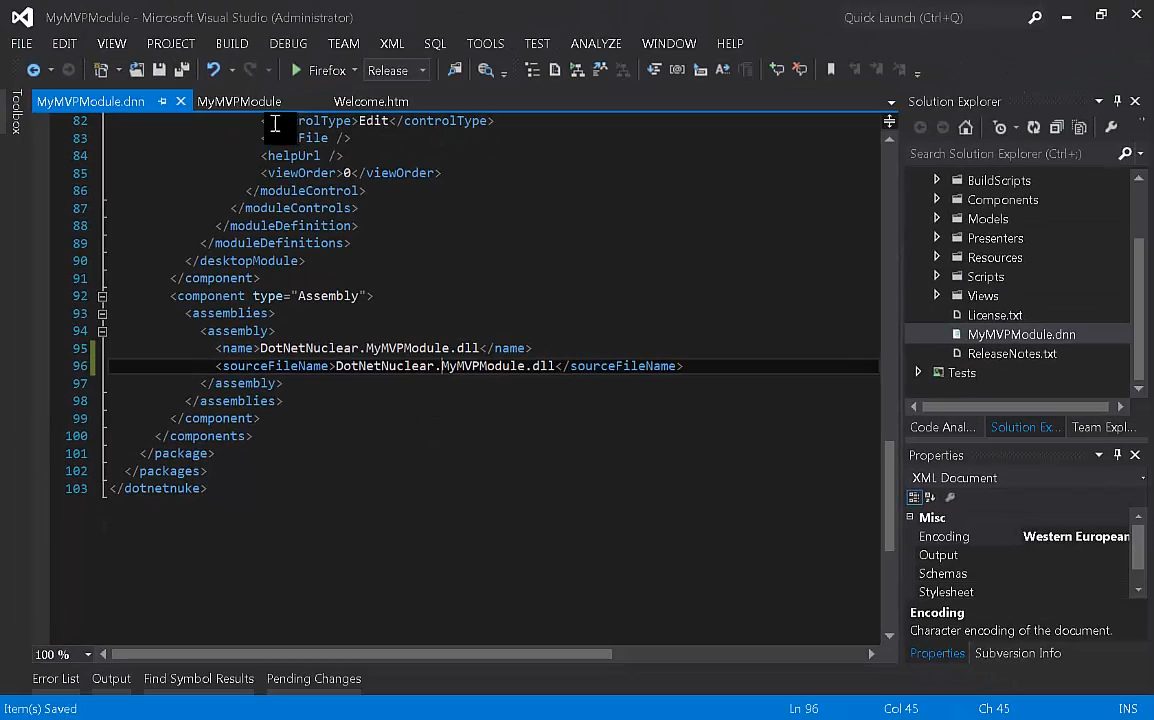 MyMVPModule - Microsoft Visual Studio (Administrator)
Quick Launch (Ctrl+Q)
FILE EDIT VIEW PROJECT BUILD DEBUG TEAM XML SQL TOOLS TEST ANALYZE WINDOW HELP
Firefox Release
Toolbox
MyMVPModule.dnn MyMVPModule Welcome.htm
82 <rolType>Edit</controlType>
83 <File />
84 <helpUrl />
85 <viewOrder>0</viewOrder>
86 </moduleControl>
87 </moduleControls>
88 </moduleDefinition>
89 </moduleDefinitions>
90 </desktopModule>
91 </component>
92 <component type="Assembly">
93 <assemblies>
94 <assembly>
95 <name>DotNetNuclear.MyMVPModule.dll</name>
96 <sourceFileName>DotNetNuclear.MyMVPModule.dll</sourceFileName>
97 </assembly>
98 </assemblies>
99 </component>
100 </components>
101 </package>
102 </packages>
103 </dotnetnuke>
100 %
Error List Output Find Symbol Results Pending Changes
Solution Explorer
Search Solution Explorer (Ctrl+;)
BuildScripts
Components
Models
Presenters
Resources
Scripts
Views
License.txt
MyMVPModule.dnn
ReleaseNotes.txt
Tests
Code Anal... Solution Ex... Team Expl...
Properties
XML Document
Misc
Encoding Western European
Output
Schemas
Stylesheet
Encoding
Character encoding of the document.
Properties Subversion Info
Item(s) Saved Ln 96 Col 45 Ch 45 INS